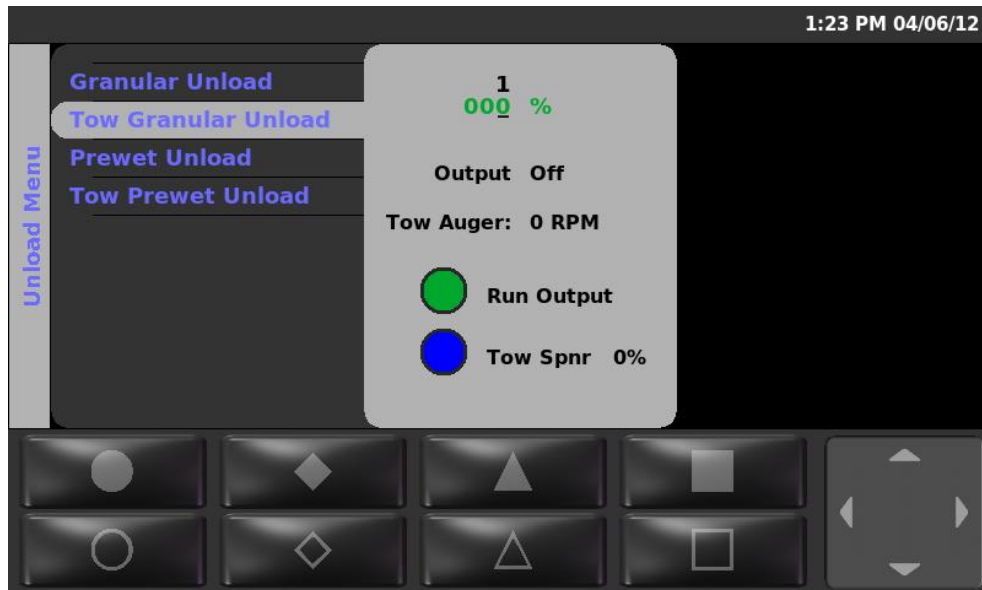 1:23 PM 04/06/12
Unload Menu
Granular Unload
Tow Granular Unload
Prewet Unload
Tow Prewet Unload
1
000 %
Output Off
Tow Auger: 0 RPM
Run Output
Tow Spnr 0%